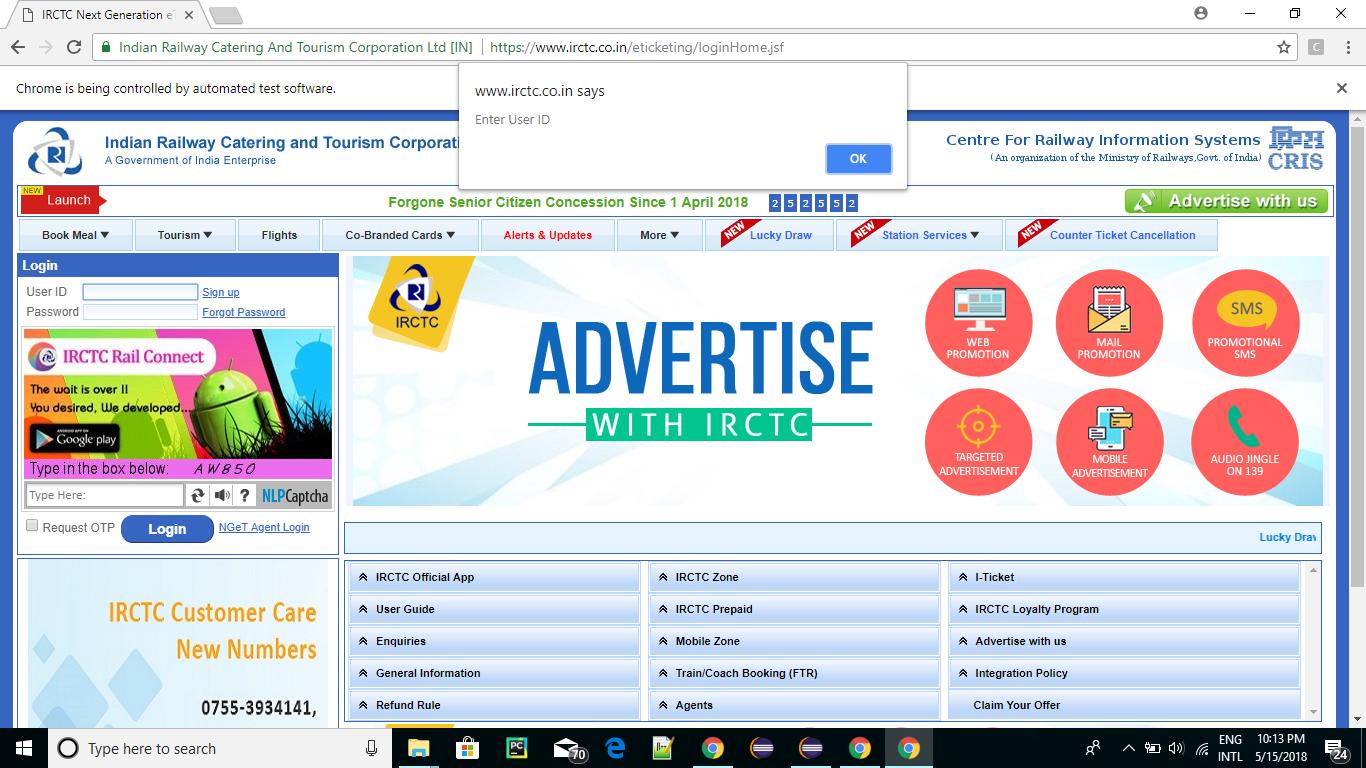 IRCTC Next Generation e
Indian Railway Catering And Tourism Corporation Ltd [IN]
https://www.irctc.co.in/eticketing/loginHome.jsf
C
Chrome is being controlled by automated test software.
www.irctc.co.in says
Enter User ID
OK
Indian Railway Catering and Tourism Corporati
A Government of India Enterprise
Centre For Railway Information Systems
(An organization of the Ministry of Railways,Govt. of India)
CRIS
NEW
Launch
Forgone Senior Citizen Concession Since 1 April 2018 2 5 2 5 5 2
Advertise with us
Book Meal
Tourism
Flights
Co-Branded Cards
Alerts & Updates
More
NEW
Lucky Draw
NEW
Station Services
NEW
Counter Ticket Cancellation
Login
User ID
Sign up
Password
Forgot Password
IRCTC Rail Connect
The wait is over !!
You desired, We developed...
ANDROID APP ON
Google play
Type in the box below: AW850
Type Here:
? NLPCaptcha
Request OTP
Login
NGeT Agent Login
IRCTC
ADVERTISE
WITH IRCTC
WEB
PROMOTION
MAIL
PROMOTION
SMS
PROMOTIONAL
SMS
TARGETED
ADVERTISEMENT
MOBILE
ADVERTISEMENT
AUDIO JINGLE
ON 139
Lucky Draw
IRCTC Customer Care
New Numbers
0755-3934141,
IRCTC Official App
IRCTC Zone
I-Ticket
User Guide
IRCTC Prepaid
IRCTC Loyalty Program
Enquiries
Mobile Zone
Advertise with us
General Information
Train/Coach Booking (FTR)
Integration Policy
Refund Rule
Agents
Claim Your Offer
Type here to search
PC
70
ENG
INTL
10:13 PM
5/15/2018
24